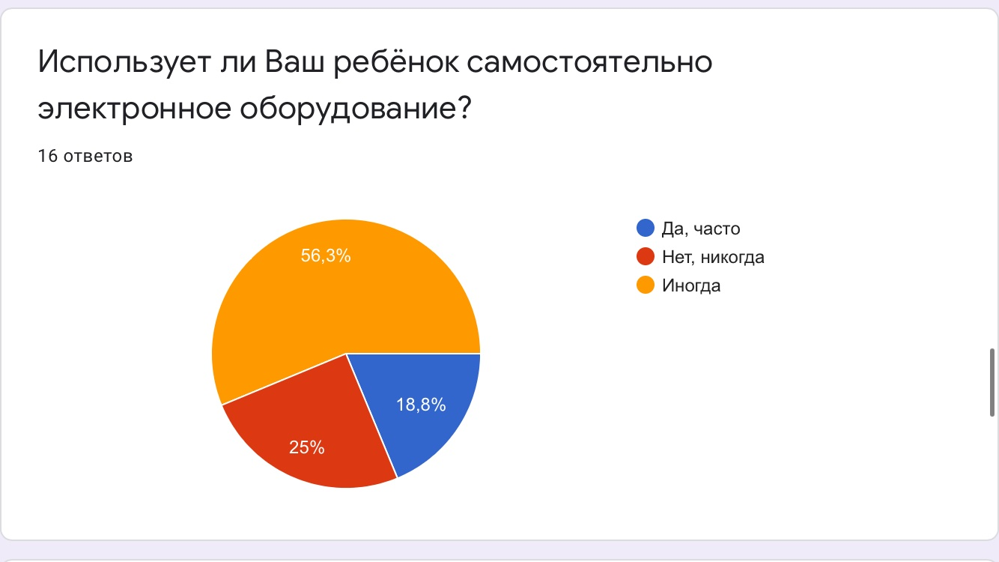 Использует ли Ваш ребёнок самостоятельно
электронное оборудование?
16 ответов
Да, часто
Нет, никогда
Иногда
56,3%
18,8%
25%